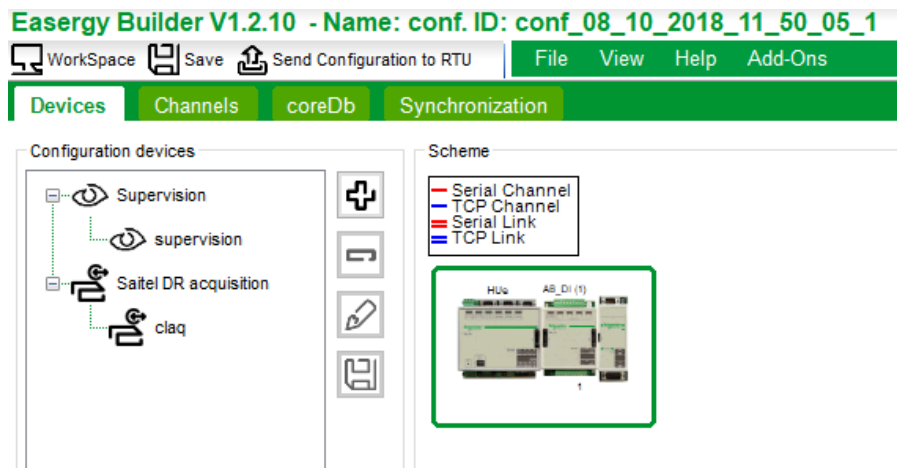 Easergy Builder V1.2.10 - Name: conf. ID: conf_08_10_2018_11_50_05_1
WorkSpace Save Send Configuration to RTU File View Help Add-Ons
Devices Channels coreDb Synchronization
Configuration devices
Supervision
supervision
Saitel DR acquisition
claq
Scheme
Serial Channel
TCP Channel
Serial Link
TCP Link
HUe AB_DI (1)
1